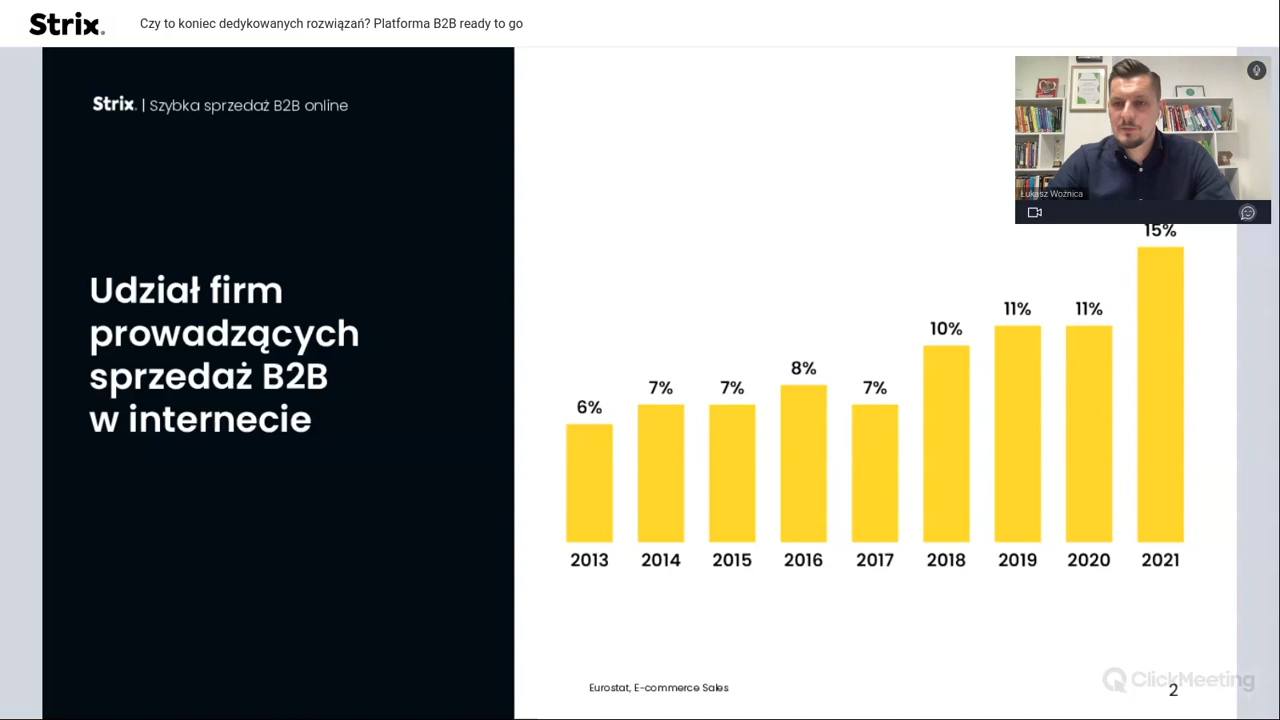 Strix
Czy to koniec dedykowanych rozwiązań? Platforma B2B ready to go
Strix. | Szybka sprzedaż B2B online
Udział firm
prowadzących
sprzedaż B2B
w internecie
Łukasz Woźnica
15%
11%
11%
10%
8%
7%
7%
7%
6%
2013 2014 2015 2016 2017 2018 2019 2020 2021
Eurostat, E-commerce Sales
ClickMeeting
2